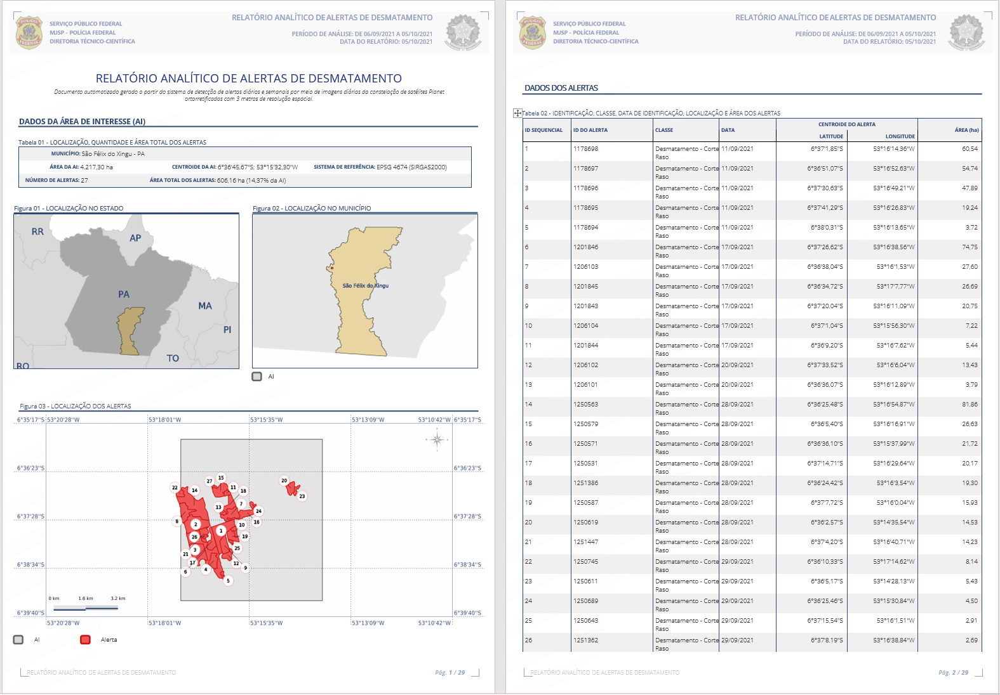 SERVIÇO PÚBLICO FEDERAL
MJSP - POLÍCIA FEDERAL
DIRETORIA TÉCNICO-CIENTÍFICA
RELATÓRIO ANALÍTICO DE ALERTAS DE DESMATAMENTO
PERÍODO DE ANÁLISE: DE 06/09/2021 A 05/10/2021
DATA DO RELATÓRIO: 05/10/2021
RELATÓRIO ANALÍTICO DE ALERTAS DE DESMATAMENTO
Documento automatizado gerado a partir do sistema de detecção de alertas diários e semanais por meio de imagens diárias da constelação de satélites Planet
ortorretificadas com 3 metros de resolução espacial.
DADOS DA ÁREA DE INTERESSE (AI)
Tabela 01 - LOCALIZAÇÃO, QUANTIDADE E ÁREA TOTAL DOS ALERTAS
MUNICÍPIO: São Félix do Xingu - PA
ÁREA DA AI: 4.217,30 ha CENTROIDE DA AI: 6°36'45,67"S; 53°15'32,30"W SISTEMA DE REFERÊNCIA: EPSG 4674 (SIRGAS2000)
NÚMERO DE ALERTAS: 27 ÁREA TOTAL DOS ALERTAS: 606,16 ha (14,37% da AI)
Figura 01 - LOCALIZAÇÃO NO ESTADO
RR
AP
PA
MA
PI
TO
RO
Figura 02 - LOCALIZAÇÃO NO MUNICÍPIO
São Félix do Xingu
AI
Figura 03 - LOCALIZAÇÃO DOS ALERTAS
6°35'17''S 53°20'28''W 53°18'01''W 53°15'35''W 53°13'09''W 53°10'42''W 6°35'17''S
6°36'23''S 6°36'23''S
27 15 20
22 14 11 18 23
13 7 24
6°37'28''S 6°37'28''S
8 2 10 16
26 1 19
3 25
21 17 12
6°38'34''S 6°38'34''S
6 4 9
5
0 km 1.6 km 3.2 km
6°39'40''S 6°39'40''S
53°20'28''W 53°18'01''W 53°15'35''W 53°13'09''W 53°10'42''W
AI Alerta
RELATÓRIO ANALÍTICO DE ALERTAS DE DESMATAMENTO Pág. 1 / 29
SERVIÇO PÚBLICO FEDERAL
MJSP - POLÍCIA FEDERAL
DIRETORIA TÉCNICO-CIENTÍFICA
RELATÓRIO ANALÍTICO DE ALERTAS DE DESMATAMENTO
PERÍODO DE ANÁLISE: DE 06/09/2021 A 05/10/2021
DATA DO RELATÓRIO: 05/10/2021
DADOS DOS ALERTAS
Tabela 02 - IDENTIFICAÇÃO, CLASSE, DATA DE IDENTIFICAÇÃO, LOCALIZAÇÃO E ÁREA DOS ALERTAS
CENTROIDE DO ALERTA
ID SEQUENCIAL ID DO ALERTA CLASSE DATA ÁREA (ha)
LATITUDE LONGITUDE
1 1178698 Desmatamento - Corte 11/09/2021 6°37'1,85"S 53°16'14,36"W 60,54
Raso
2 1178697 Desmatamento - Corte 11/09/2021 6°36'51,07"S 53°16'52,63"W 54,74
Raso
3 1178696 Desmatamento - Corte 11/09/2021 6°37'30,63"S 53°16'49,21"W 47,89
Raso
4 1178695 Desmatamento - Corte 11/09/2021 6°37'41,29"S 53°16'26,83"W 19,24
Raso
5 1178694 Desmatamento - Corte 11/09/2021 6°38'0,31"S 53°16'13,65"W 3,72
Raso
6 1201846 Desmatamento - Corte 17/09/2021 6°37'26,62"S 53°16'38,56"W 74,75
Raso
7 1206103 Desmatamento - Corte 17/09/2021 6°36'38,04"S 53°16'1,53"W 27,60
Raso
8 1201845 Desmatamento - Corte 17/09/2021 6°36'34,72"S 53°17'7,77"W 26,69
Raso
9 1201843 Desmatamento - Corte 17/09/2021 6°37'20,04"S 53°16'11,09"W 20,75
Raso
10 1206104 Desmatamento - Corte 17/09/2021 6°37'1,04"S 53°15'56,30"W 7,22
Raso
11 1201844 Desmatamento - Corte 17/09/2021 6°36'9,20"S 53°16'7,62"W 5,44
Raso
12 1206102 Desmatamento - Corte 20/09/2021 6°37'33,52"S 53°16'6,04"W 13,43
Raso
13 1206101 Desmatamento - Corte 20/09/2021 6°36'36,07"S 53°16'12,89"W 3,79
Raso
14 1250563 Desmatamento - Corte 28/09/2021 6°36'25,48"S 53°16'54,87"W 81,86
Raso
15 1250579 Desmatamento - Corte 28/09/2021 6°36'5,40"S 53°16'16,91"W 26,63
Raso
16 1250571 Desmatamento - Corte 28/09/2021 6°36'36,10"S 53°15'37,99"W 21,72
Raso
17 1250531 Desmatamento - Corte 28/09/2021 6°37'14,71"S 53°16'29,64"W 20,17
Raso
18 1251386 Desmatamento - Corte 28/09/2021 6°36'24,42"S 53°16'3,54"W 19,30
Raso
19 1250587 Desmatamento - Corte 28/09/2021 6°37'7,72"S 53°16'0,04"W 15,93
Raso
20 1250619 Desmatamento - Corte 28/09/2021 6°36'2,57"S 53°14'35,54"W 14,53
Raso
21 1251447 Desmatamento - Corte 28/09/2021 6°37'4,20"S 53°16'40,71"W 14,23
Raso
22 1250745 Desmatamento - Corte 29/09/2021 6°36'10,33"S 53°17'14,62"W 8,14
Raso
23 1250611 Desmatamento - Corte 29/09/2021 6°36'5,17"S 53°14'28,13"W 5,43
Raso
24 1250689 Desmatamento - Corte 29/09/2021 6°36'25,46"S 53°15'30,84"W 4,50
Raso
25 1250643 Desmatamento - Corte 29/09/2021 6°37'15,54"S 53°16'1,51"W 2,91
Raso
26 1251362 Desmatamento - Corte 29/09/2021 6°37'8,19"S 53°16'38,84"W 2,69
Raso
RELATÓRIO ANALÍTICO DE ALERTAS DE DESMATAMENTO Pág. 2 / 29